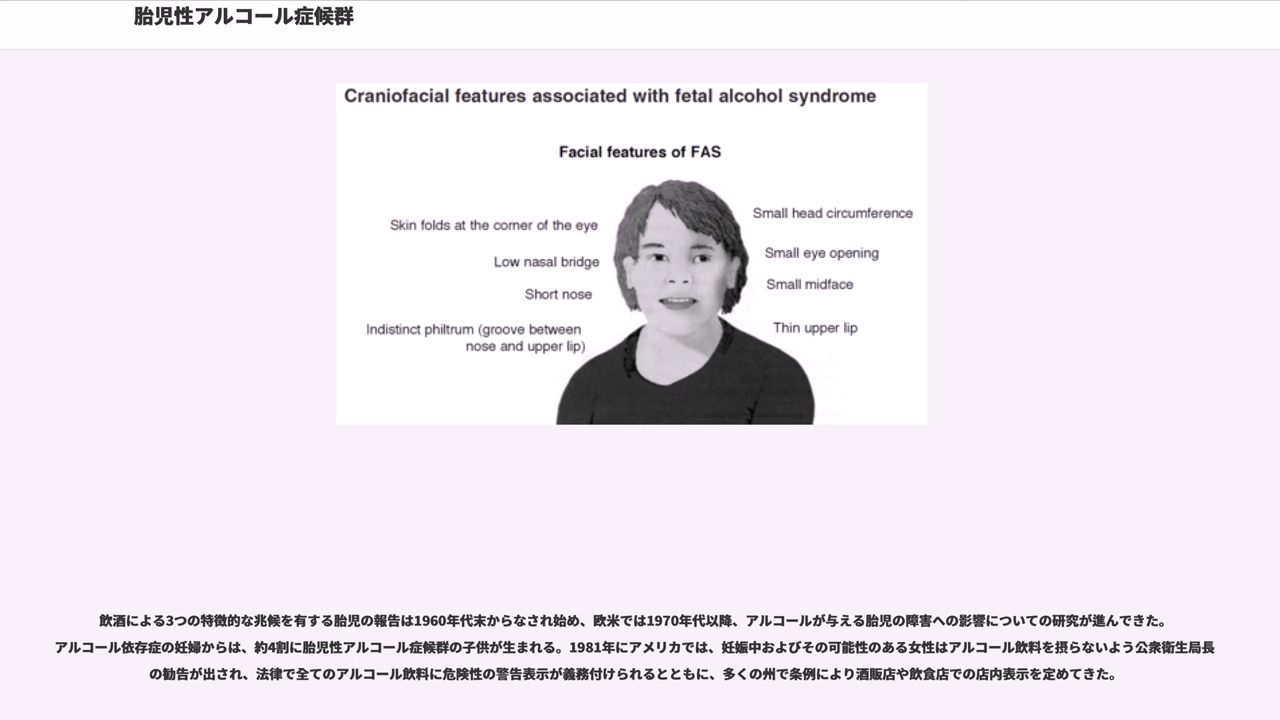 胎児性アルコール症候群
Craniofacial features associated with fetal alcohol syndrome
Facial features of FAS
Skin folds at the corner of the eye
Low nasal bridge
Short nose
Indistinct philtrum (groove between
nose and upper lip)
Small head circumference
Small eye opening
Small midface
Thin upper lip
飲酒による3つの特徴的な兆候を有する胎児の報告は1960年代末からなされ始め、欧米では1970年代以降、アルコールが与える胎児の障害への影響についての研究が進んできた。
アルコール依存症の妊婦からは、約4割に胎児性アルコール症候群の子供が生まれる。1981年にアメリカでは、妊娠中およびその可能性のある女性はアルコール飲料を摂らないよう公衆衛生局長
の勧告が出され、法律で全てのアルコール飲料に危険性の警告表示が義務付けられるとともに、多くの州で条例により酒販店や飲食店での店内表示を定めてきた。